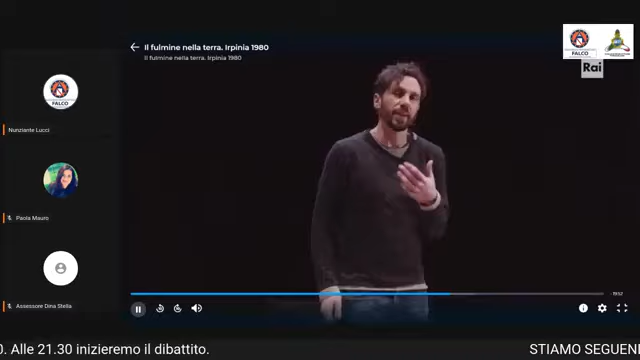 Il fulmine nella terra. Irpinia 1980
Il fulmine nella terra. Irpinia 1980
FALCO
Rai
FALCO
Nunziante Lucci
Paola Mauro
Assessore Dina Stella
0. Alle 21.30 inizieremo il dibattito.
STIAMO SEGUEN